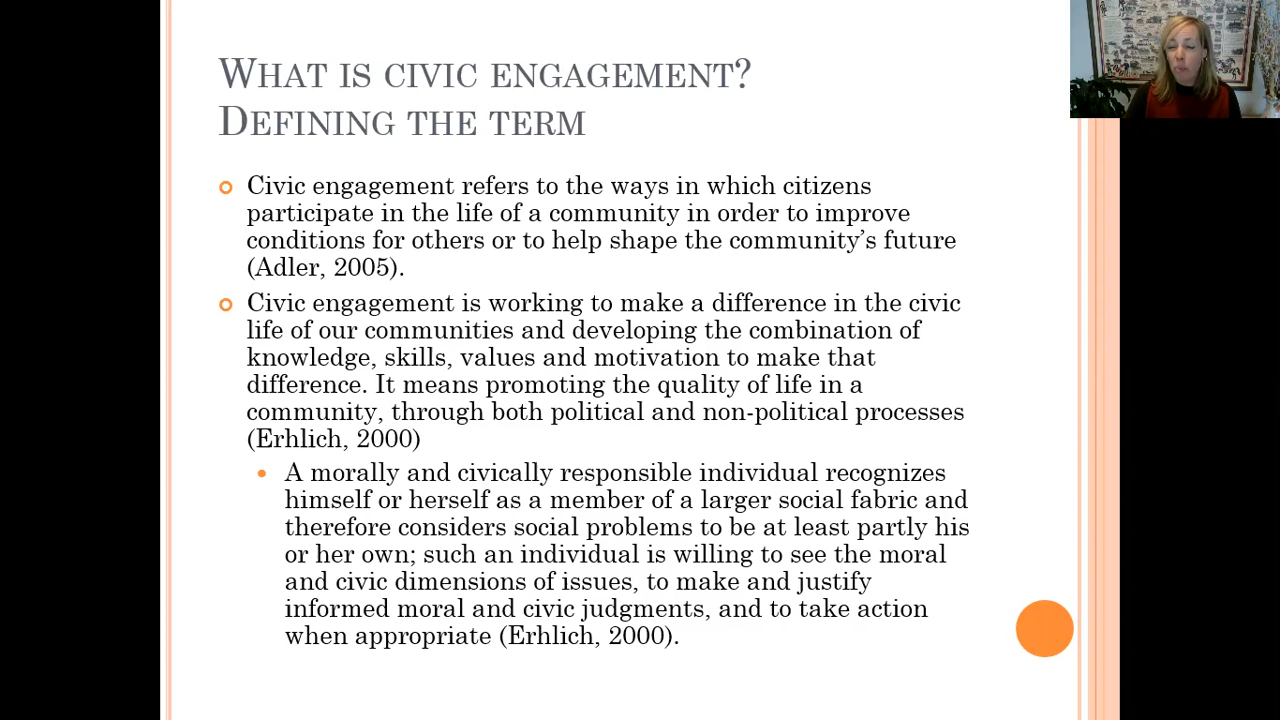 WHAT IS CIVIC ENGAGEMENT?
DEFINING THE TERM
Civic engagement refers to the ways in which citizens
participate in the life of a community in order to improve
conditions for others or to help shape the community's future
(Adler, 2005).
Civic engagement is working to make a difference in the civic
life of our communities and developing the combination of
knowledge, skills, values and motivation to make that
difference. It means promoting the quality of life in a
community, through both political and non-political processes
(Erhlich, 2000)
A morally and civically responsible individual recognizes
himself or herself as a member of a larger social fabric and
therefore considers social problems to be at least partly his
or her own; such an individual is willing to see the moral
and civic dimensions of issues, to make and justify
informed moral and civic judgments, and to take action
when appropriate (Erhlich, 2000).